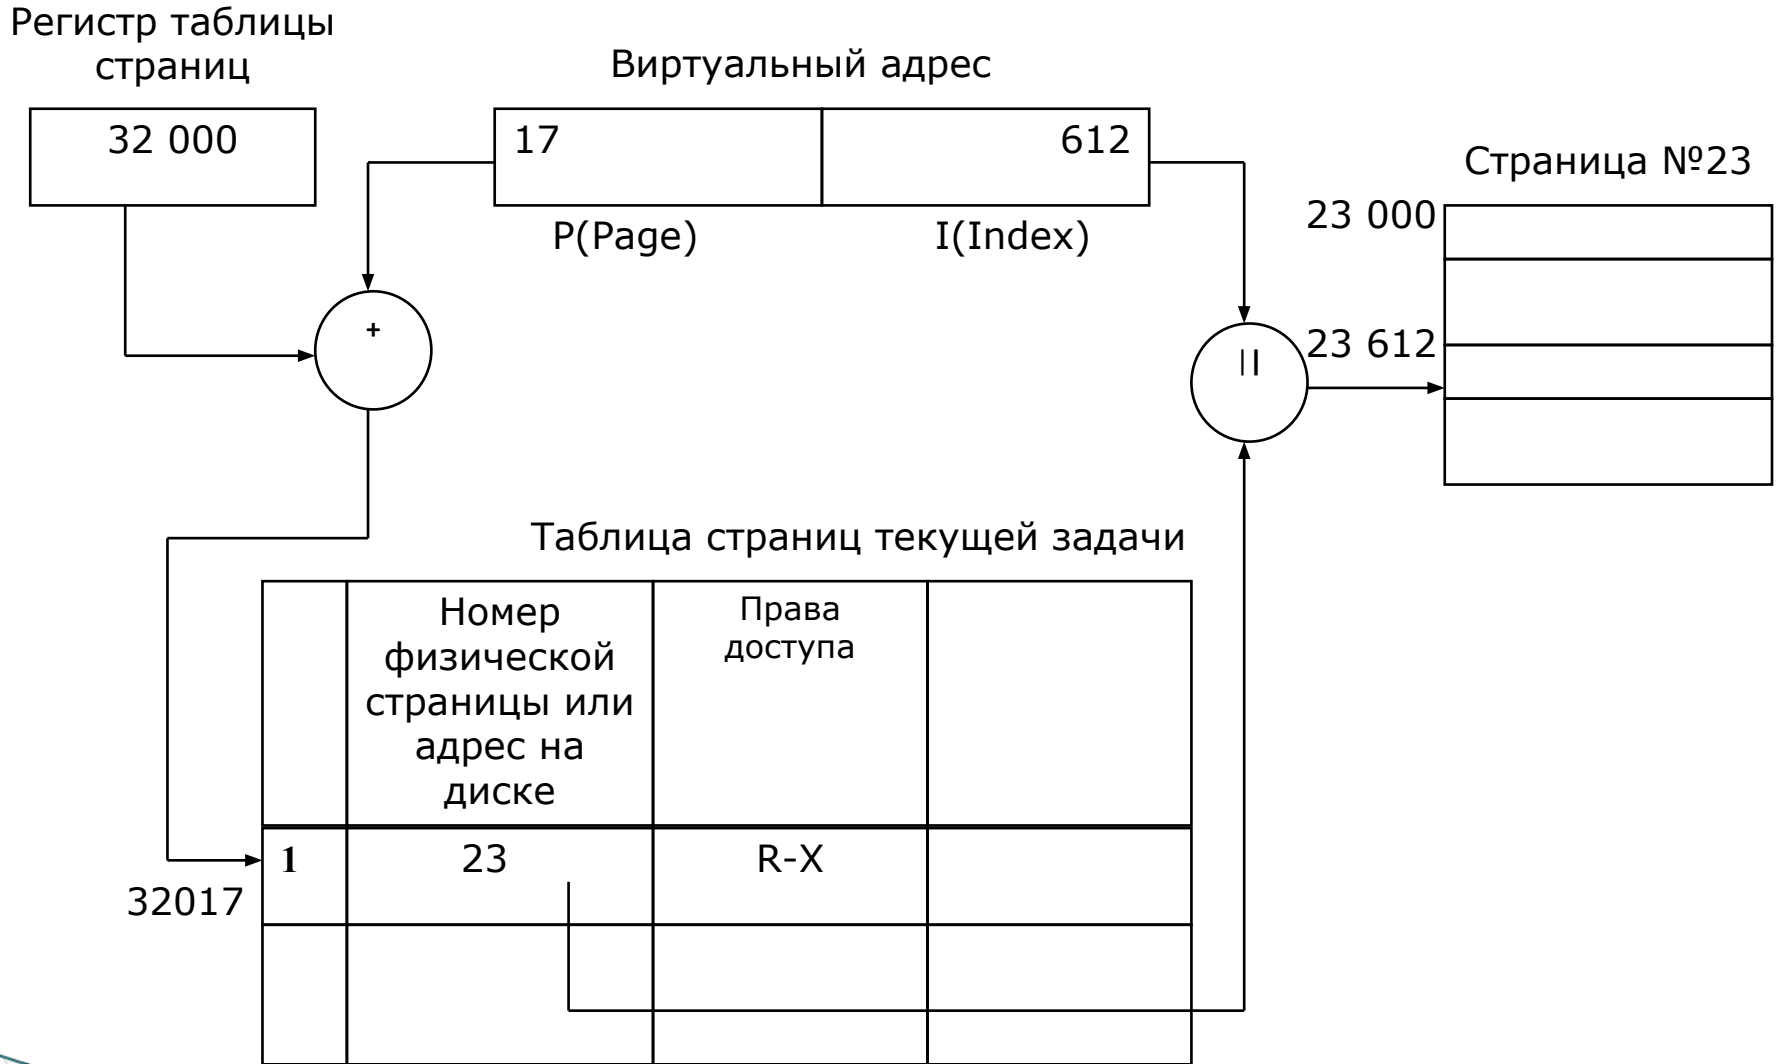 Регистр таблицы
страниц
Виртуальный адрес
32 000
17
612
Страница №23
P(Page)
I(Index)
23 000
+
||
23 612
Таблица страниц текущей задачи
Номер
физической
страницы или
адрес на
диске
Права
доступа
1
23
R-X
32017